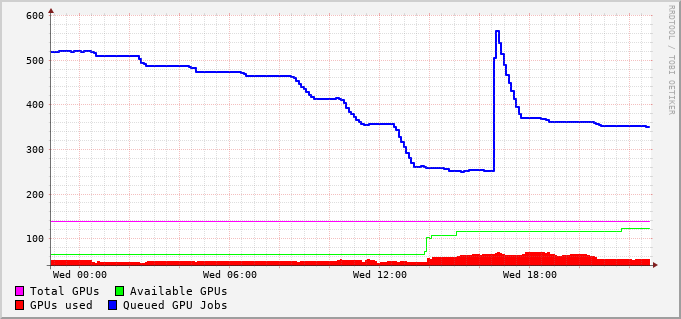 600
500
400
300
200
100
Wed 00:00 Wed 06:00 Wed 12:00 Wed 18:00
Total GPUs Available GPUs
GPUs used Queued GPU Jobs
RRDTOOL / TOBI OETIKER